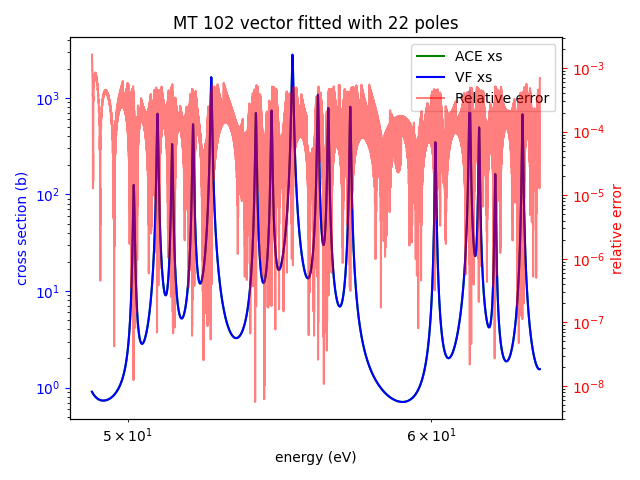 MT 102 vector fitted with 22 poles
ACE xs
VF xs
Relative error
cross section (b)
10³
10²
10¹
10⁰
relative error
10⁻³
10⁻⁴
10⁻⁵
10⁻⁶
10⁻⁷
10⁻⁸
5 × 10¹
6 × 10¹
energy (eV)